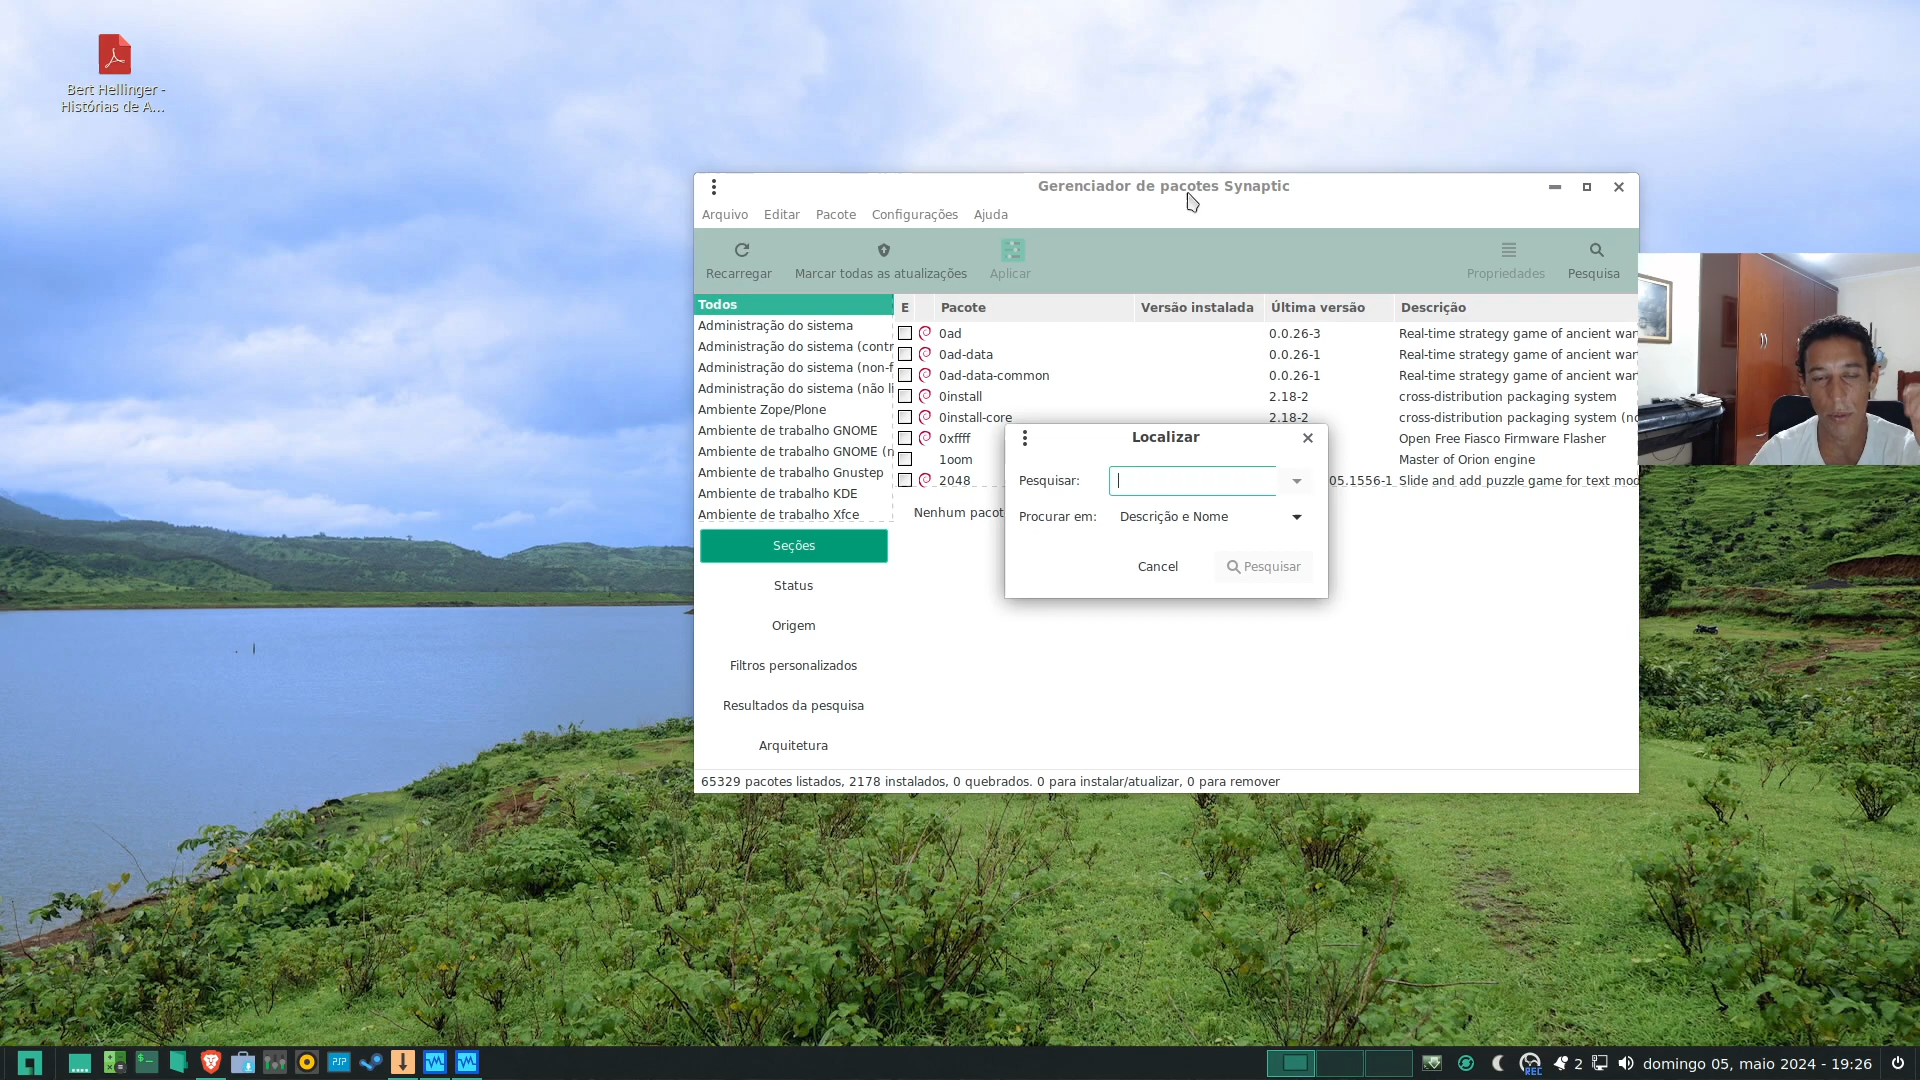 Bert Hellinger -
Histórias de A...
Gerenciador de pacotes Synaptic
Arquivo Editar Pacote Configurações Ajuda
Recarregar Marcar todas as atualizações Aplicar Propriedades Pesquisa
Todos
Administração do sistema
Administração do sistema (contr
Administração do sistema (non-f
Administração do sistema (não li
Ambiente Zope/Plone
Ambiente de trabalho GNOME
Ambiente de trabalho GNOME (n
Ambiente de trabalho Gnustep
Ambiente de trabalho KDE
Ambiente de trabalho Xfce
Seções
Status
Origem
Filtros personalizados
Resultados da pesquisa
Arquitetura
E Pacote Versão instalada Última versão Descrição
0ad 0.0.26-3 Real-time strategy game of ancient war
0ad-data 0.0.26-1 Real-time strategy game of ancient war
0ad-data-common 0.0.26-1 Real-time strategy game of ancient war
0install 2.18-2 cross-distribution packaging system
0install-core 2.18-2 cross-distribution packaging system (no
0xffff Open Free Fiasco Firmware Flasher
1oom Master of Orion engine
2048 05.1556-1 Slide and add puzzle game for text mod
Nenhum pacot
Localizar
Pesquisar:
Procurar em: Descrição e Nome
Cancel Pesquisar
65329 pacotes listados, 2178 instalados, 0 quebrados. 0 para instalar/atualizar, 0 para remover
PSP
REC
2
domingo 05, maio 2024 - 19:26